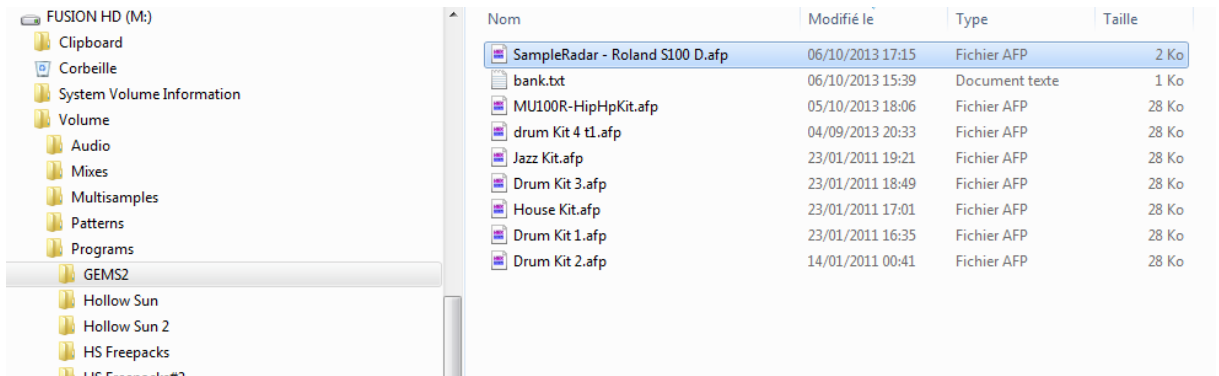 FUSION HD (M:)
Clipboard
Corbeille
System Volume Information
Volume
Audio
Mixes
Multisamples
Patterns
Programs
GEMS2
Hollow Sun
Hollow Sun 2
HS Freepacks
HS Freepacks#2
Nom Modifié le Type Taille
SampleRadar - Roland S100 D.afp 06/10/2013 17:15 Fichier AFP 2 Ko
bank.txt 06/10/2013 15:39 Document texte 1 Ko
MU100R-HipHpKit.afp 05/10/2013 18:06 Fichier AFP 28 Ko
drum Kit 4 t1.afp 04/09/2013 20:33 Fichier AFP 28 Ko
Jazz Kit.afp 23/01/2011 19:21 Fichier AFP 28 Ko
Drum Kit 3.afp 23/01/2011 18:49 Fichier AFP 28 Ko
House Kit.afp 23/01/2011 17:01 Fichier AFP 28 Ko
Drum Kit 1.afp 23/01/2011 16:35 Fichier AFP 28 Ko
Drum Kit 2.afp 14/01/2011 00:41 Fichier AFP 28 Ko